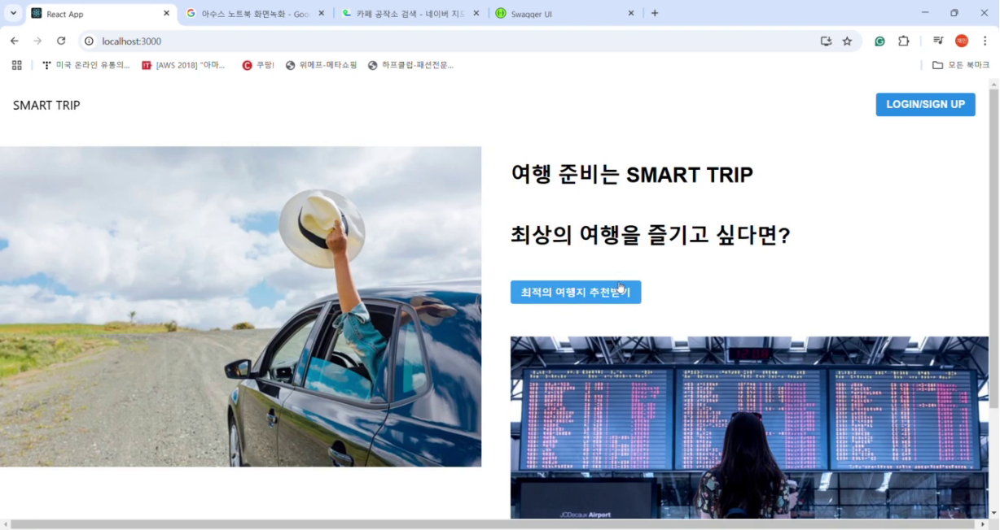 React App
아수스 노트북 화면녹화 - Goo
카페 공작소 검색 - 네이버 지도
Swagger UI
localhost:3000
재민
미국 온라인 유통의...
[AWS 2018] "아마...
쿠팡!
위메프-메타쇼핑
하프클럽-패션전문...
모든 북마크
SMART TRIP
LOGIN/SIGN UP
여행 준비는 SMART TRIP
최상의 여행을 즐기고 싶다면?
최적의 여행지 추천받기
JCDecaux Airport